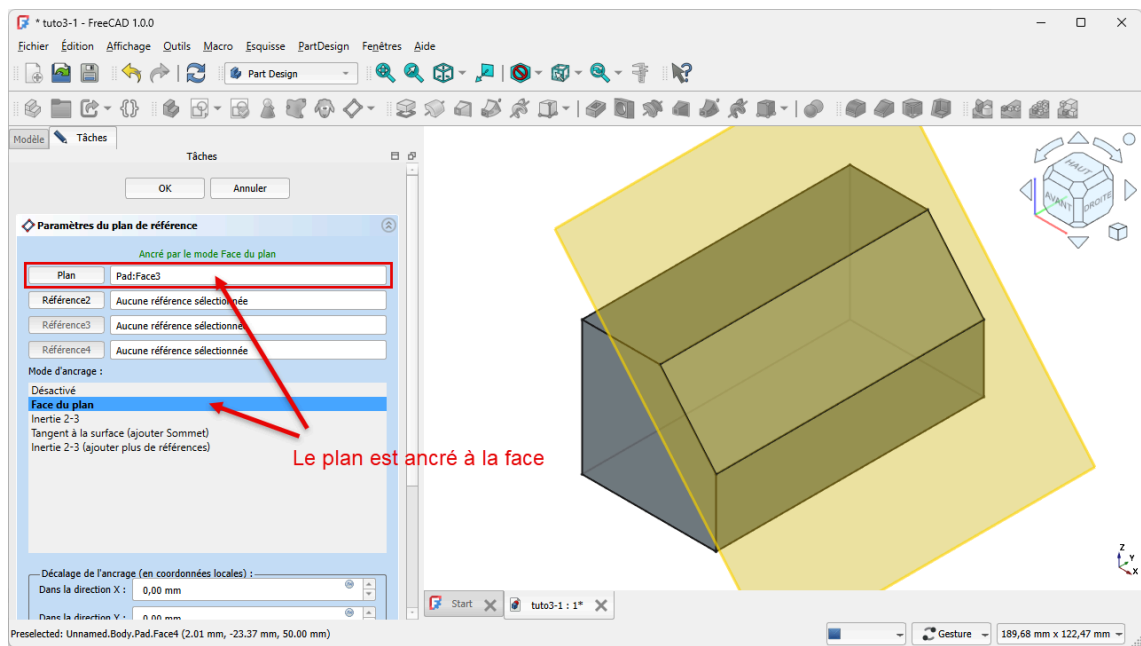 * tuto3-1 - FreeCAD 1.0.0
Fichier Édition Affichage Outils Macro Esquisse PartDesign Fenêtres Aide
Part Design
Modèle Tâches
Tâches
OK Annuler
Paramètres du plan de référence
Ancré par le mode Face du plan
Plan Pad:Face3
Référence2 Aucune référence sélectionnée
Référence3 Aucune référence sélectionnée
Référence4 Aucune référence sélectionnée
Mode d'ancrage :
Désactivé
Face du plan
Inertie 2-3
Tangent à la surface (ajouter Sommet)
Inertie 2-3 (ajouter plus de références)
Le plan est ancré à la face
Décalage de l'ancrage (en coordonnées locales) :
Dans la direction X : 0,00 mm
Dans la direction Y : 0,00 mm
HAUT
AVANT DROITE
Z
Y
X
Start tuto3-1 : 1*
Preselected: Unnamed.Body.Pad.Face4 (2.01 mm, -23.37 mm, 50.00 mm)
Gesture 189,68 mm x 122,47 mm